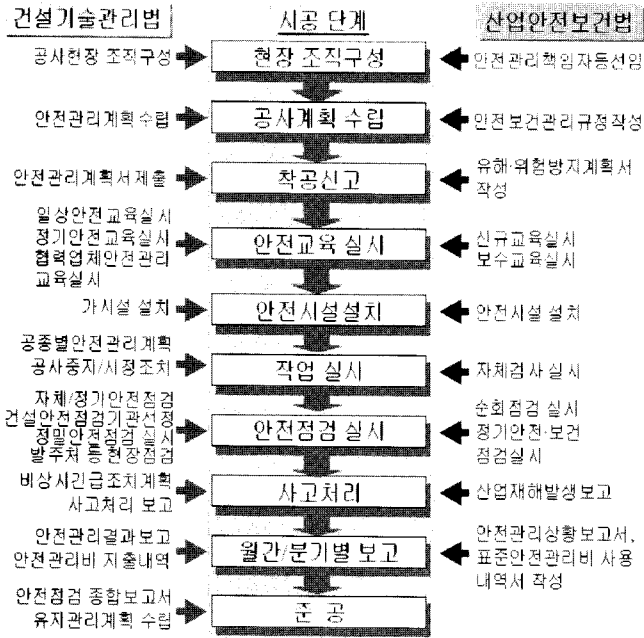 건설기술관리법
시공 단계
산업안전보건법
공사현장 조직구성
현장 조직구성
안전관리책임자등선임
안전관리계획 수립
공사계획 수립
안전보건관리규정작성
안전관리계획서제출
착공신고
유해·위험방지계획서
작성
일상안전교육실시
정기안전교육실시
협력업체안전관리
교육실시
안전교육 실시
신규교육실시
보수교육실시
가시설 설치
안전시설설치
안전시설 설치
공종별안전관리계획
공사중지/시정조치
작업 실시
자체검사실시
자체/정기안전점검
건설안전점검기관선정
정밀안전점검 실시
발주처 등 현장점검
안전점검 실시
순회점검 실시
정기안전·보건
점검실시
비상시긴급조치계획
사고처리 보고
사고처리
산업재해발생보고
안전관리결과보고
안전관리비 지출내역
월간/분기별 보고
안전관리상황보고서,
표준안전관리비 사용
내역서 작성
안전점검 종합보고서
유지관리계획 수립
준 공